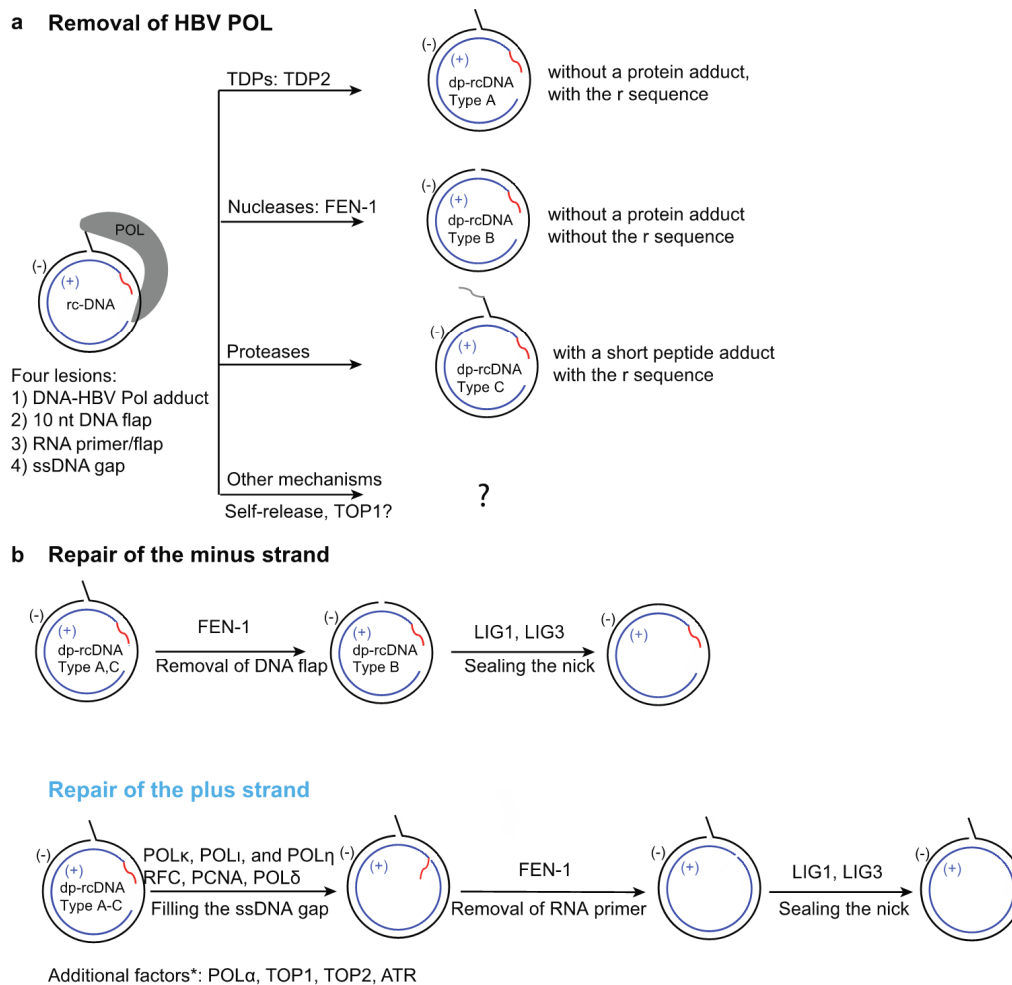 a Removal of HBV POL
TDPs: TDP2
(-)
(+)
dp-rcDNA
Type A
without a protein adduct,
with the r sequence
Nucleases: FEN-1
(-)
(+)
dp-rcDNA
Type B
without a protein adduct
without the r sequence
POL
(-)
(+)
rc-DNA
Proteases
(-)
(+)
dp-rcDNA
Type C
with a short peptide adduct
with the r sequence
Four lesions:
1) DNA-HBV Pol adduct
2) 10 nt DNA flap
3) RNA primer/flap
4) ssDNA gap
Other mechanisms
Self-release, TOP1?
?
b Repair of the minus strand
(-)
(+)
dp-rcDNA
Type A,C
FEN-1
Removal of DNA flap
(-)
(+)
dp-rcDNA
Type B
LIG1, LIG3
Sealing the nick
(-)
(+)
Repair of the plus strand
(-)
(+)
dp-rcDNA
Type A-C
POLκ, POLι, and POLη
RFC, PCNA, POLδ
Filling the ssDNA gap
(-)
(+)
FEN-1
Removal of RNA primer
(-)
(+)
LIG1, LIG3
Sealing the nick
(-)
(+)
Additional factors*: POLα, TOP1, TOP2, ATR